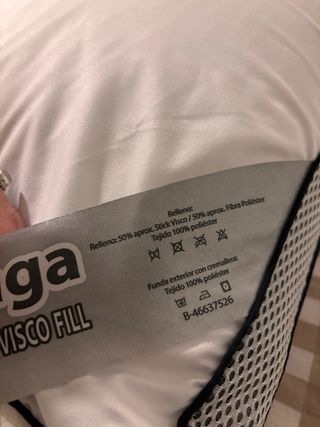 Relleno:
Relleno: 50% aprox. Stick Visco / 50% aprox. Fibra Poliéster
Tejido 100% poliéster
Funda exterior con cremallera:
Tejido 100% poliéster
B-46637526
ga
VISCO FILL